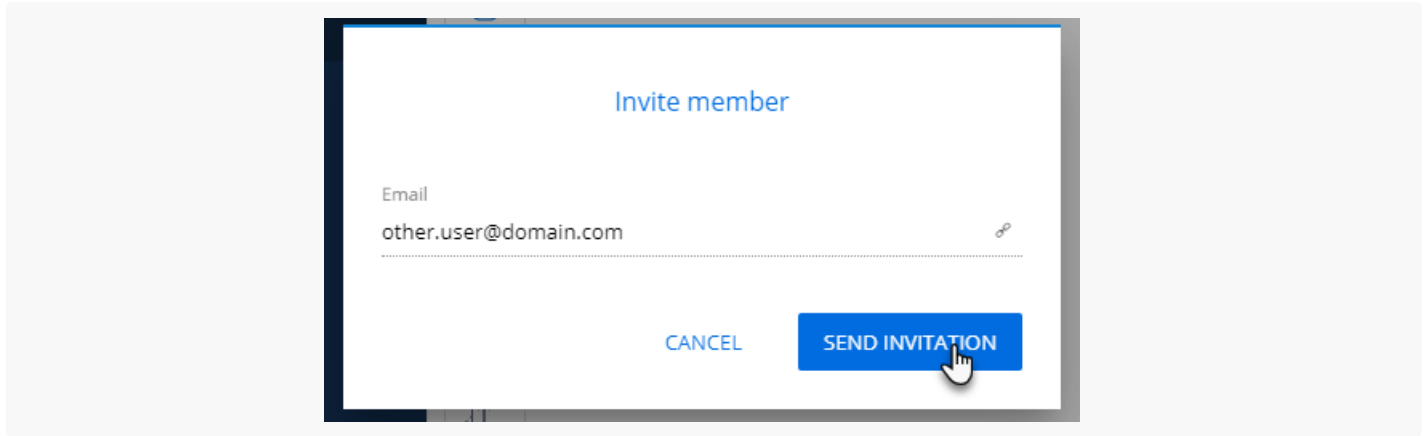 Invite member
Email
other.user@domain.com
CANCEL
SEND INVITATION